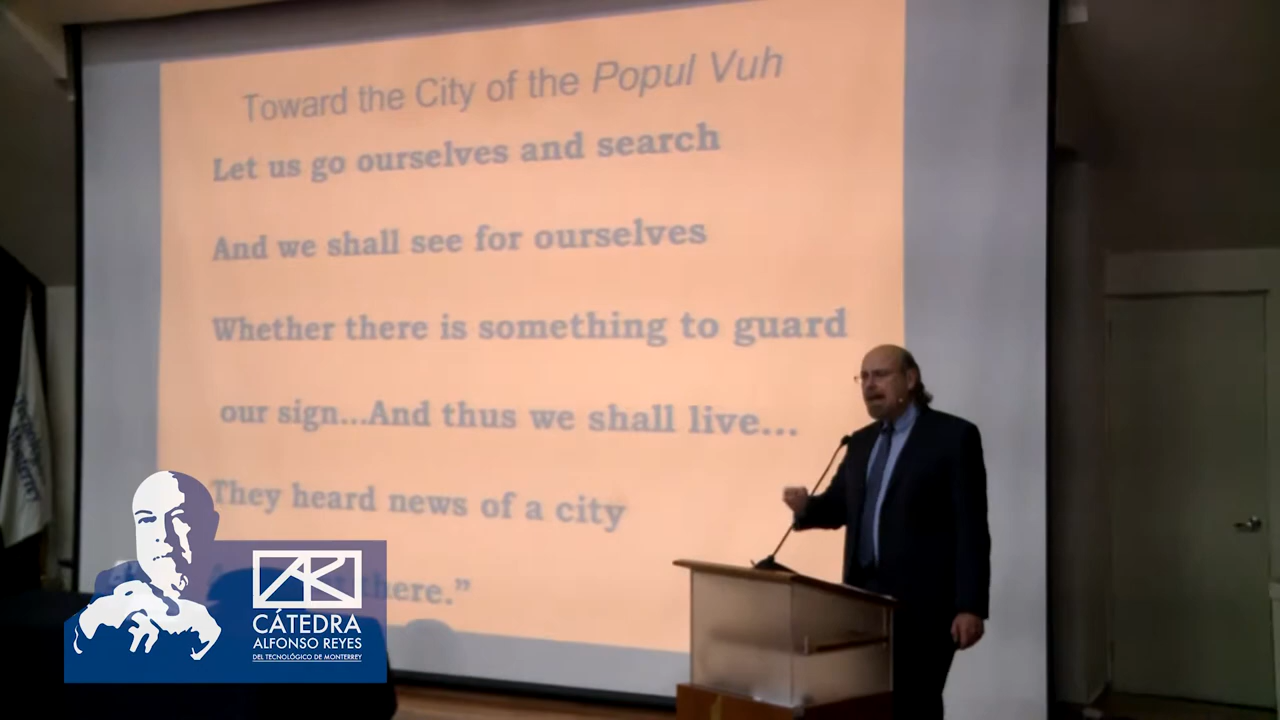 Toward the City of the Popul Vuh
Let us go ourselves and search
And we shall see for ourselves
Whether there is something to guard
our sign...And thus we shall live...
They heard news of a city
there.”
CÁTEDRA
ALFONSO REYES
DEL TECNOLÓGICO DE MONTERREY